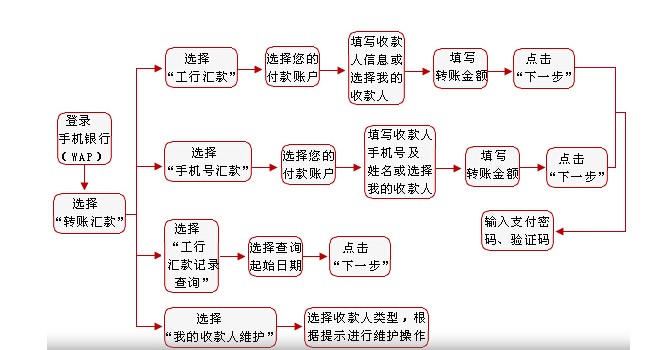 登录
手机银行
(WAP)
选择
“转账汇款”
选择
“工行汇款”
选择您的
付款账户
填写收款
人信息或
选择我的
收款人
填写
转账金额
点击
“下一步”
选择
“手机号汇款”
选择您的
付款账户
填写收款人
手机号及
姓名或选择
我的收款人
填写
转账金额
点击
“下一步”
输入支付密
码、验证码
选择
“工行
汇款记录
查询”
选择查询
起始日期
点击
“下一步”
选择
“我的收款人维护”
选择收款人类型，根
据提示进行维护操作